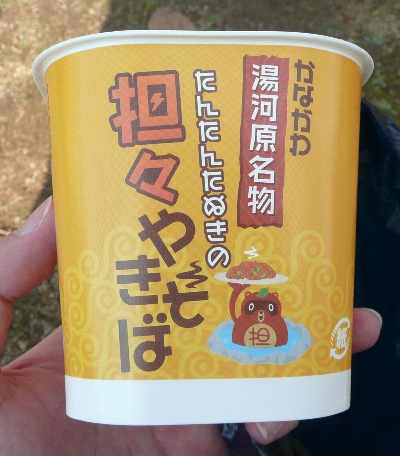 かながわ
湯河原名物
たんたんたぬきの
担々やきそば
担
紙